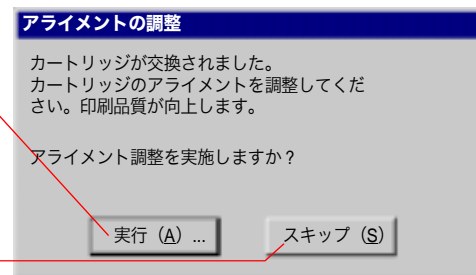 アライメントの調整
カートリッジが交換されました。
カートリッジのアライメントを調整してくだ
さい。印刷品質が向上します。
アライメント調整を実施しますか？
実行（A）...
スキップ（S）